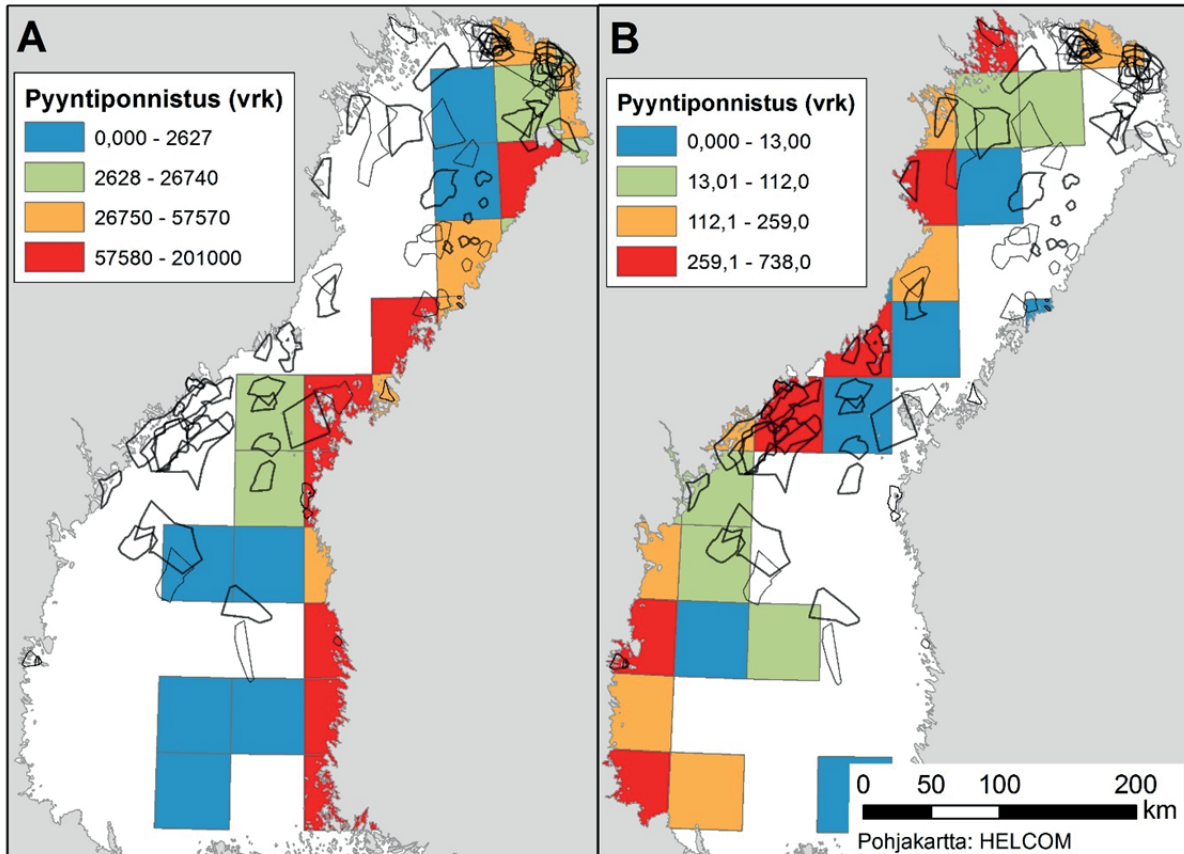 A
Pyyntiponnistus (vrk)
0,000 - 2627
2628 - 26740
26750 - 57570
57580 - 201000
B
Pyyntiponnistus (vrk)
0,000 - 13,00
13,01 - 112,0
112,1 - 259,0
259,1 - 738,0
0 50 100 200
km
Pohjakartta: HELCOM